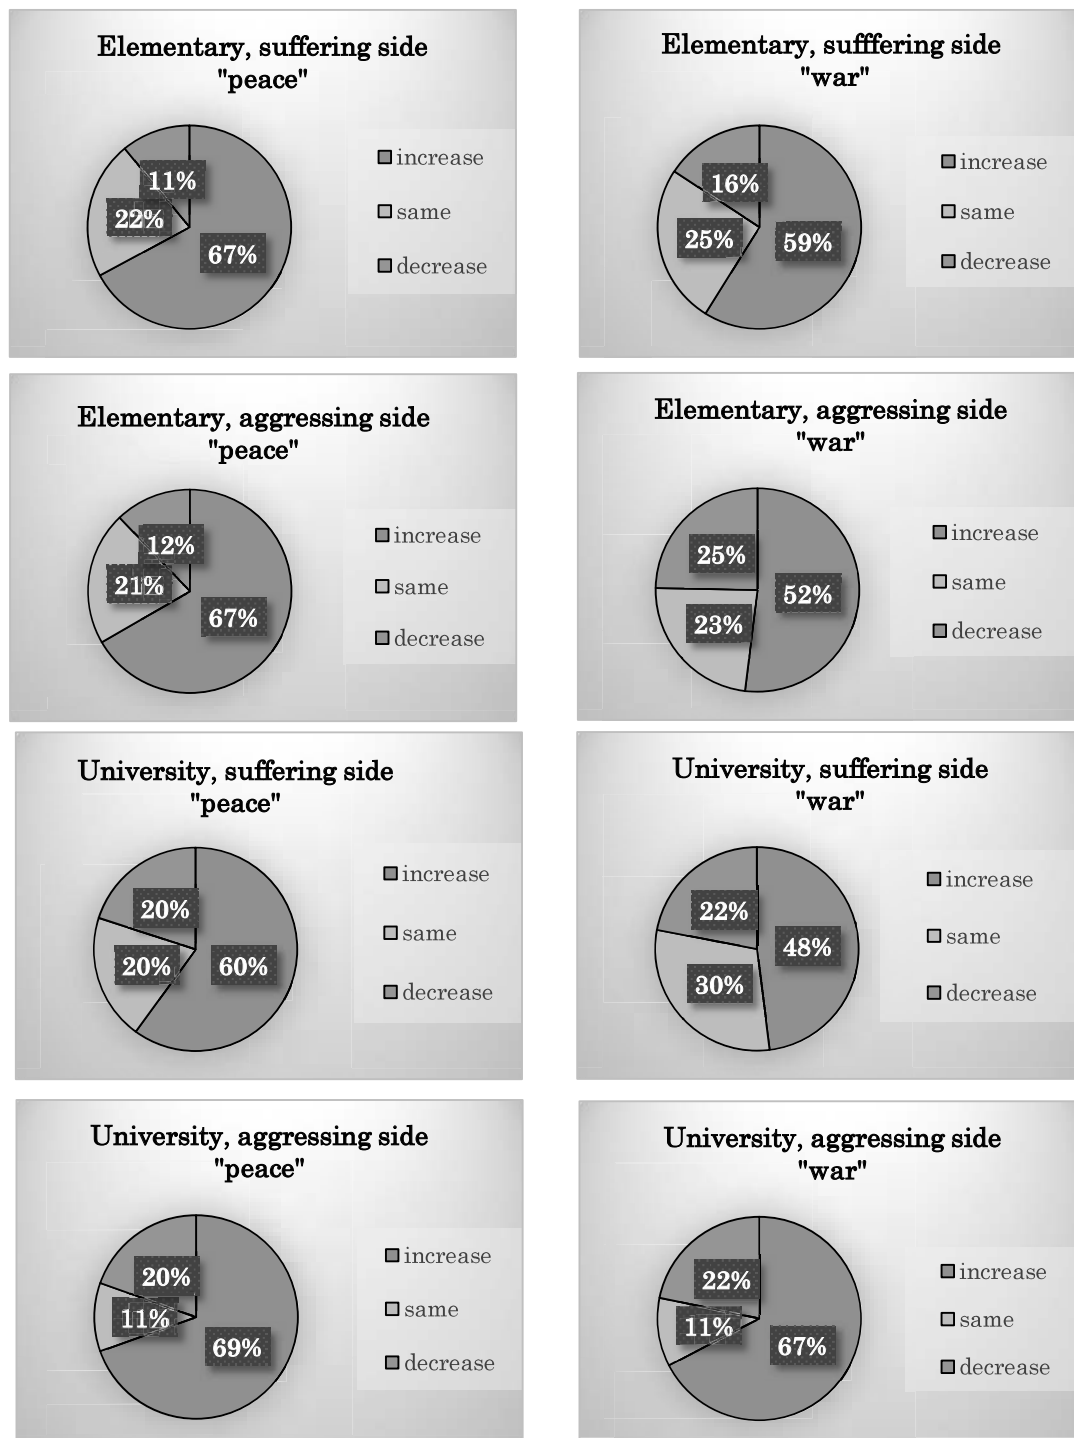 Elementary, suffering side
"peace"
11%
22%
67%
increase
same
decrease
Elementary, sufffering side
"war"
16%
25%
59%
increase
same
decrease
Elementary, aggressing side
"peace"
12%
21%
67%
increase
same
decrease
Elementary, aggressing side
"war"
25%
52%
23%
increase
same
decrease
University, suffering side
"peace"
20%
20%
60%
increase
same
decrease
University, suffering side
"war"
22%
48%
30%
increase
same
decrease
University, aggressing side
"peace"
20%
11%
69%
increase
same
decrease
University, aggressing side
"war"
22%
11%
67%
increase
same
decrease